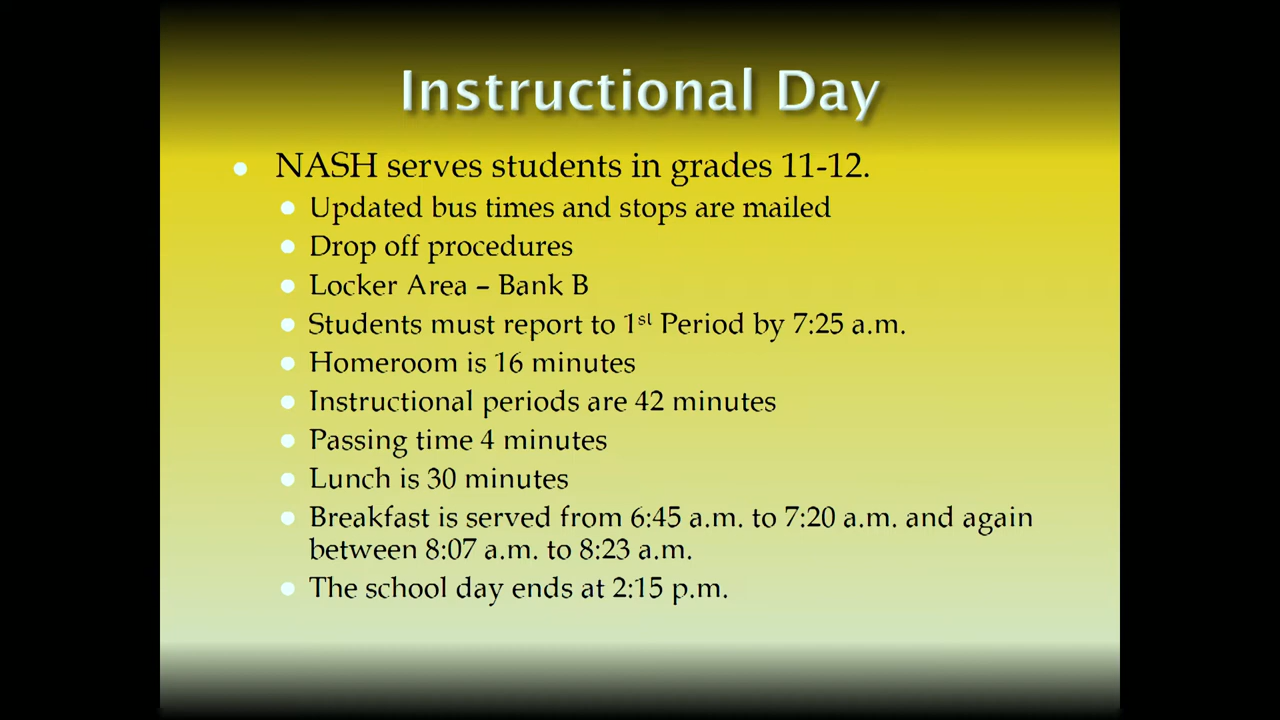 Instructional Day
• NASH serves students in grades 11-12.
• Updated bus times and stops are mailed
• Drop off procedures
• Locker Area – Bank B
• Students must report to 1st Period by 7:25 a.m.
• Homeroom is 16 minutes
• Instructional periods are 42 minutes
• Passing time 4 minutes
• Lunch is 30 minutes
• Breakfast is served from 6:45 a.m. to 7:20 a.m. and again
between 8:07 a.m. to 8:23 a.m.
• The school day ends at 2:15 p.m.